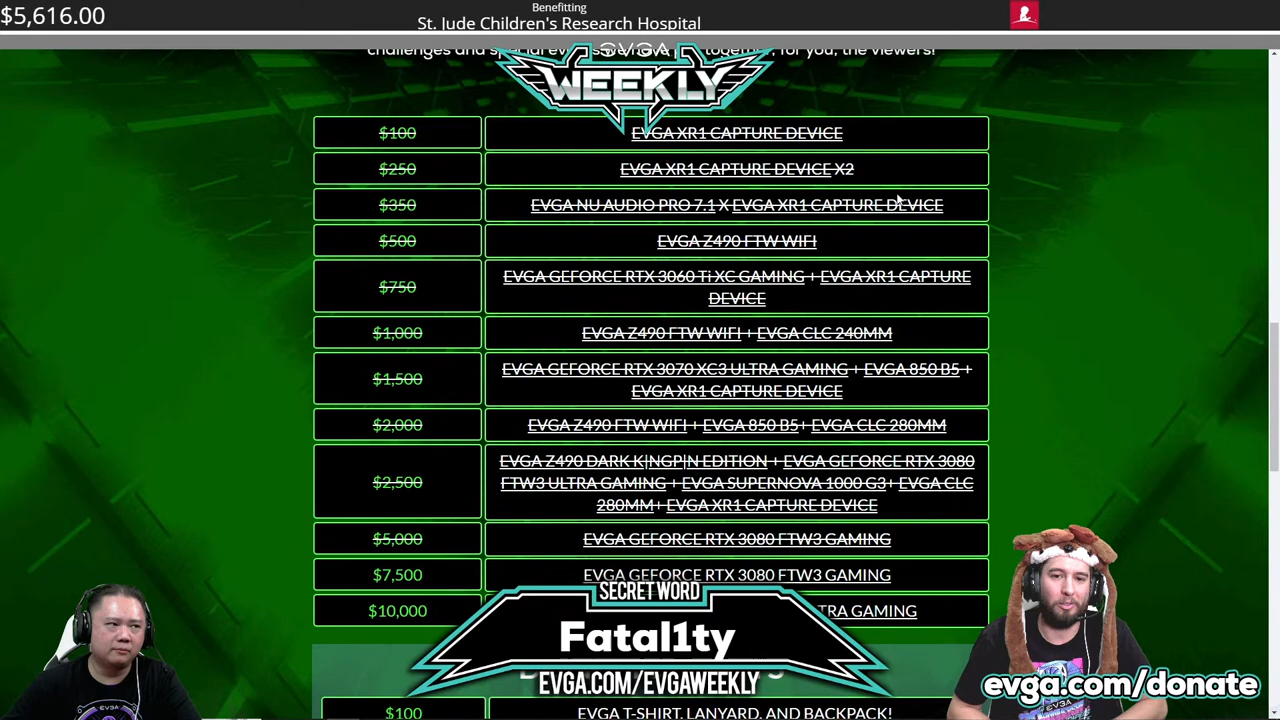 $5,616.00
Benefitting
St. Jude Children's Research Hospital
challenges and special eve
together, for you, the viewers!
EVGA
WEEKLY
$100 EVGA XR1 CAPTURE DEVICE
$250 EVGA XR1 CAPTURE DEVICE X2
$350 EVGA NU AUDIO PRO 7.1 X EVGA XR1 CAPTURE DEVICE
$500 EVGA Z490 FTW WIFI
$750 EVGA GEFORCE RTX 3060 Ti XC GAMING + EVGA XR1 CAPTURE
DEVICE
$1,000 EVGA Z490 FTW WIFI + EVGA CLC 240MM
$1,500 EVGA GEFORCE RTX 3070 XC3 ULTRA GAMING + EVGA 850 B5 +
EVGA XR1 CAPTURE DEVICE
$2,000 EVGA Z490 FTW WIFI + EVGA 850 B5+ EVGA CLC 280MM
$2,500 EVGA Z490 DARK K|NGP|N EDITION + EVGA GEFORCE RTX 3080
FTW3 ULTRA GAMING + EVGA SUPERNOVA 1000 G3+ EVGA CLC
280MM+ EVGA XR1 CAPTURE DEVICE
$5,000 EVGA GEFORCE RTX 3080 FTW3 GAMING
$7,500 EVGA GEFORCE RTX 3080 FTW3 GAMING
$10,000 TRA GAMING
SECRET WORD
Fatal1ty
EVGA.COM/EVGAWEEKLY
evga.com/donate
$100 EVGA T-SHIRT, LANYARD, AND BACKPACK!